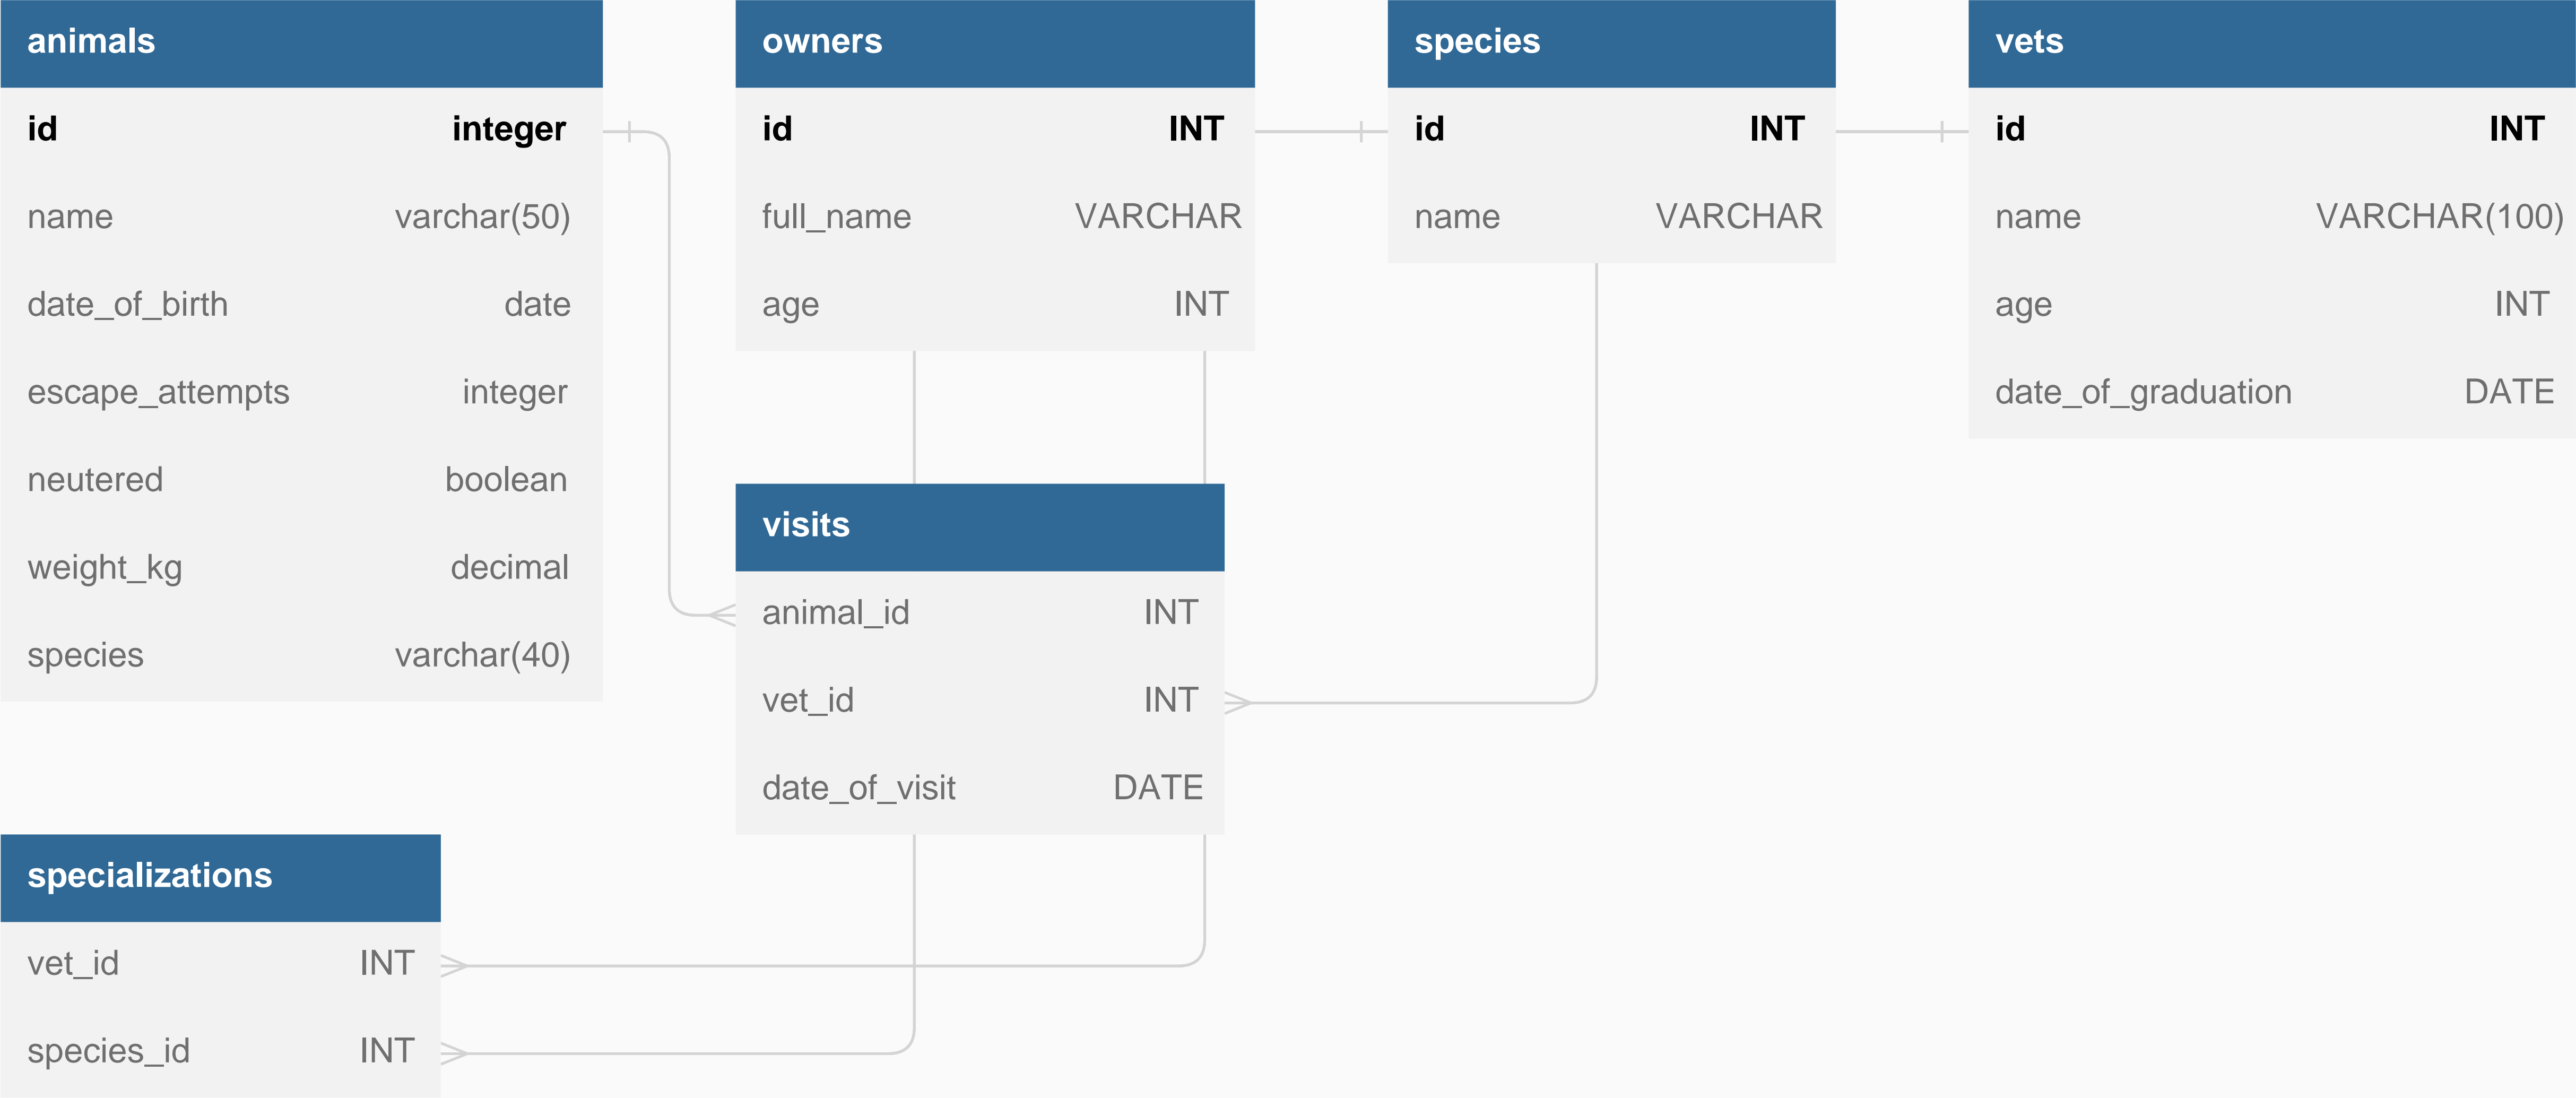 animals
id integer
name varchar(50)
date_of_birth date
escape_attempts integer
neutered boolean
weight_kg decimal
species varchar(40)
owners
id INT
full_name VARCHAR
age INT
species
id INT
name VARCHAR
vets
id INT
name VARCHAR(100)
age INT
date_of_graduation DATE
visits
animal_id INT
vet_id INT
date_of_visit DATE
specializations
vet_id INT
species_id INT